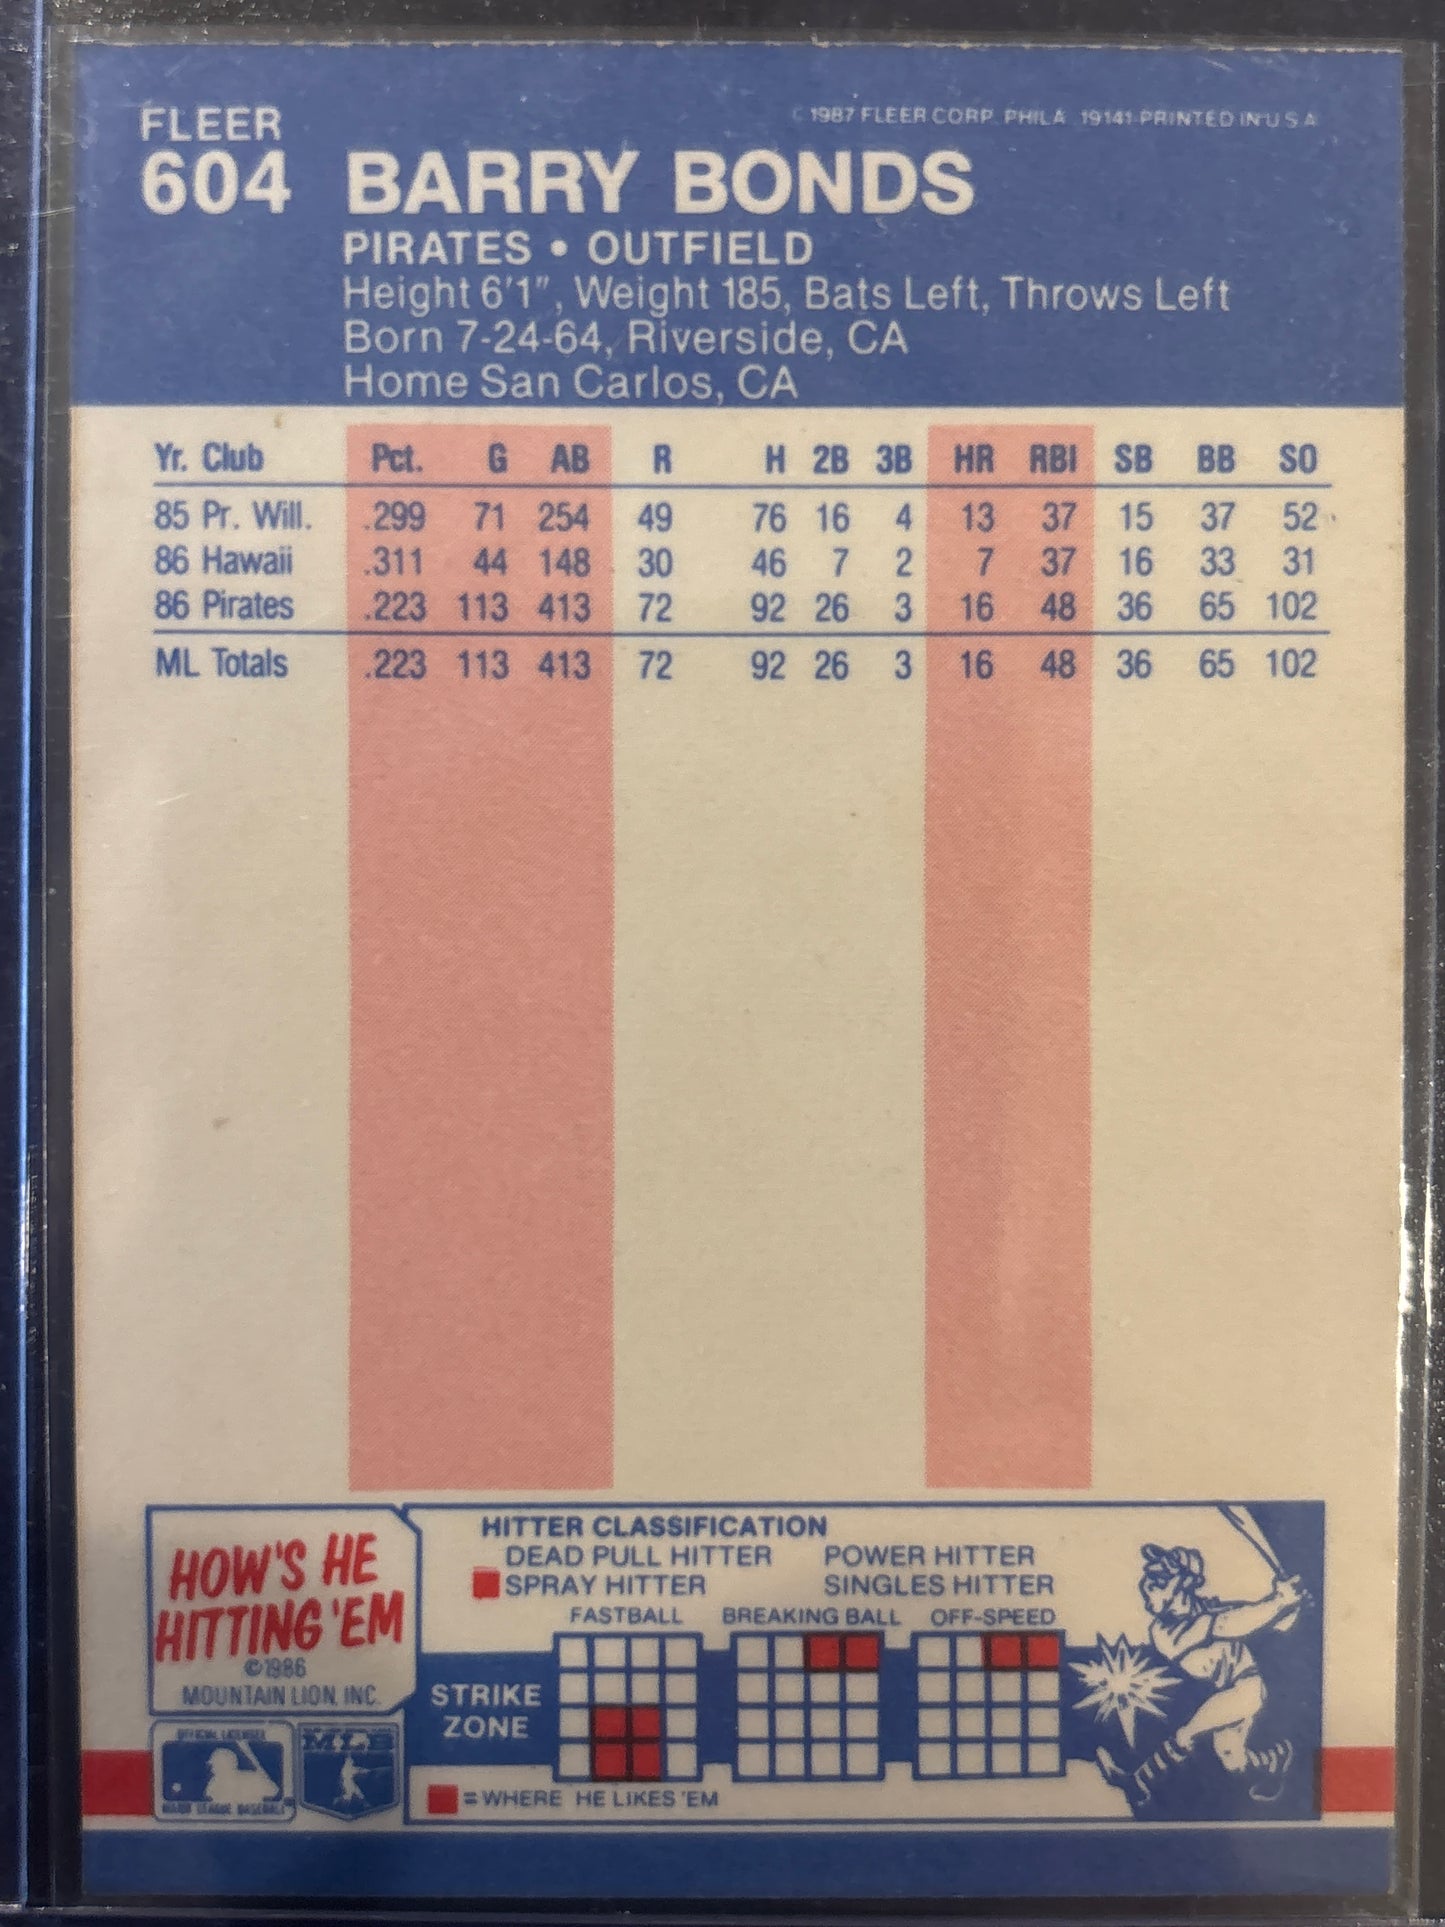 FLEER
© 1987 FLEER CORP. PHILA. 19141 PRINTED IN U S A
604 BARRY BONDS
PIRATES • OUTFIELD
Height 6'1", Weight 185, Bats Left, Throws Left
Born 7-24-64, Riverside, CA
Home San Carlos, CA
Yr. Club Pct. G AB R H 2B 3B HR RBI SB BB SO
85 Pr. Will. .299 71 254 49 76 16 4 13 37 15 37 52
86 Hawaii .311 44 148 30 46 7 2 7 37 16 33 31
86 Pirates .223 113 413 72 92 26 3 16 48 36 65 102
ML Totals .223 113 413 72 92 26 3 16 48 36 65 102
HOW'S HE
HITTING 'EM
©1986
MOUNTAIN LION, INC.
HITTER CLASSIFICATION
DEAD PULL HITTER POWER HITTER
SPRAY HITTER SINGLES HITTER
FASTBALL BREAKING BALL OFF-SPEED
STRIKE
ZONE
= WHERE HE LIKES 'EM
OFFICIAL LICENSEE
MAJOR LEAGUE BASEBALL
MLB